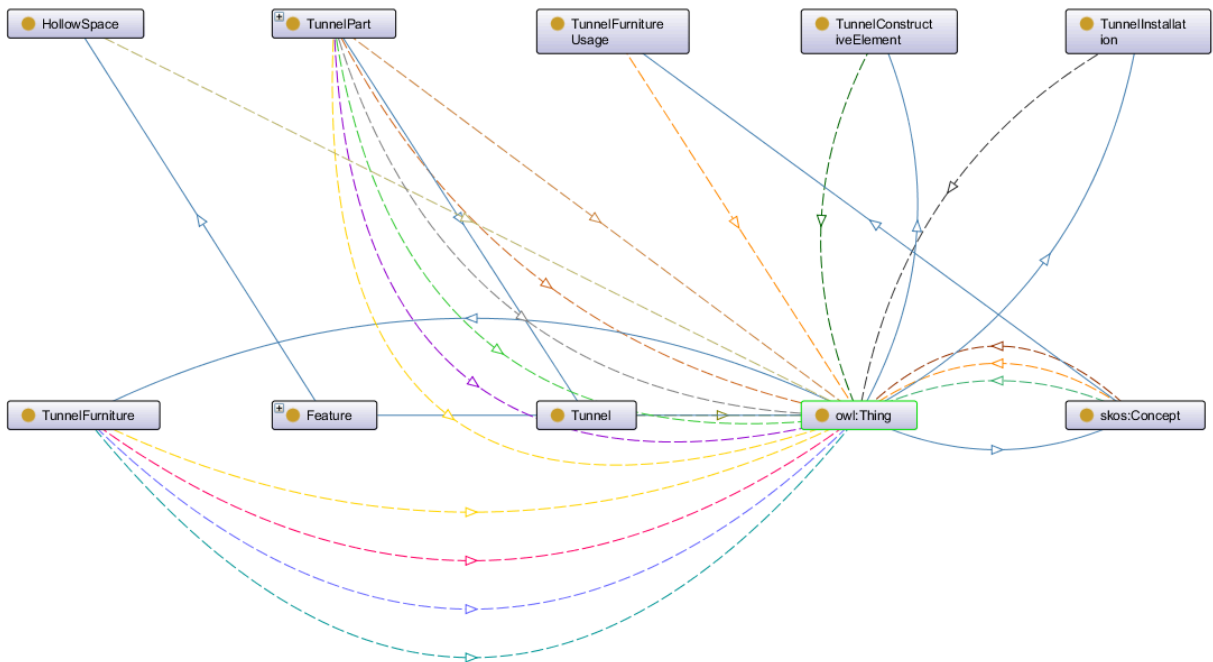 HollowSpace
TunnelPart
TunnelFurniture
Usage
TunnelConstruct
iveElement
TunnelInstallat
ion
TunnelFurniture
Feature
Tunnel
owl:Thing
skos:Concept